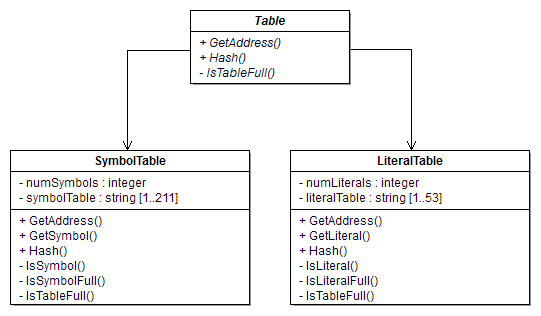 Table
+ GetAddress()
+ Hash()
- IsTableFull()
SymbolTable
- numSymbols : integer
- symbolTable : string [1..211]
+ GetAddress()
+ GetSymbol()
+ Hash()
- IsSymbol()
- IsSymbolFull()
- IsTableFull()
LiteralTable
- numLiterals : integer
- literalTable : string [1..53]
+ GetAddress()
+ GetLiteral()
+ Hash()
- IsLiteral()
- IsLiteralFull()
- IsTableFull()